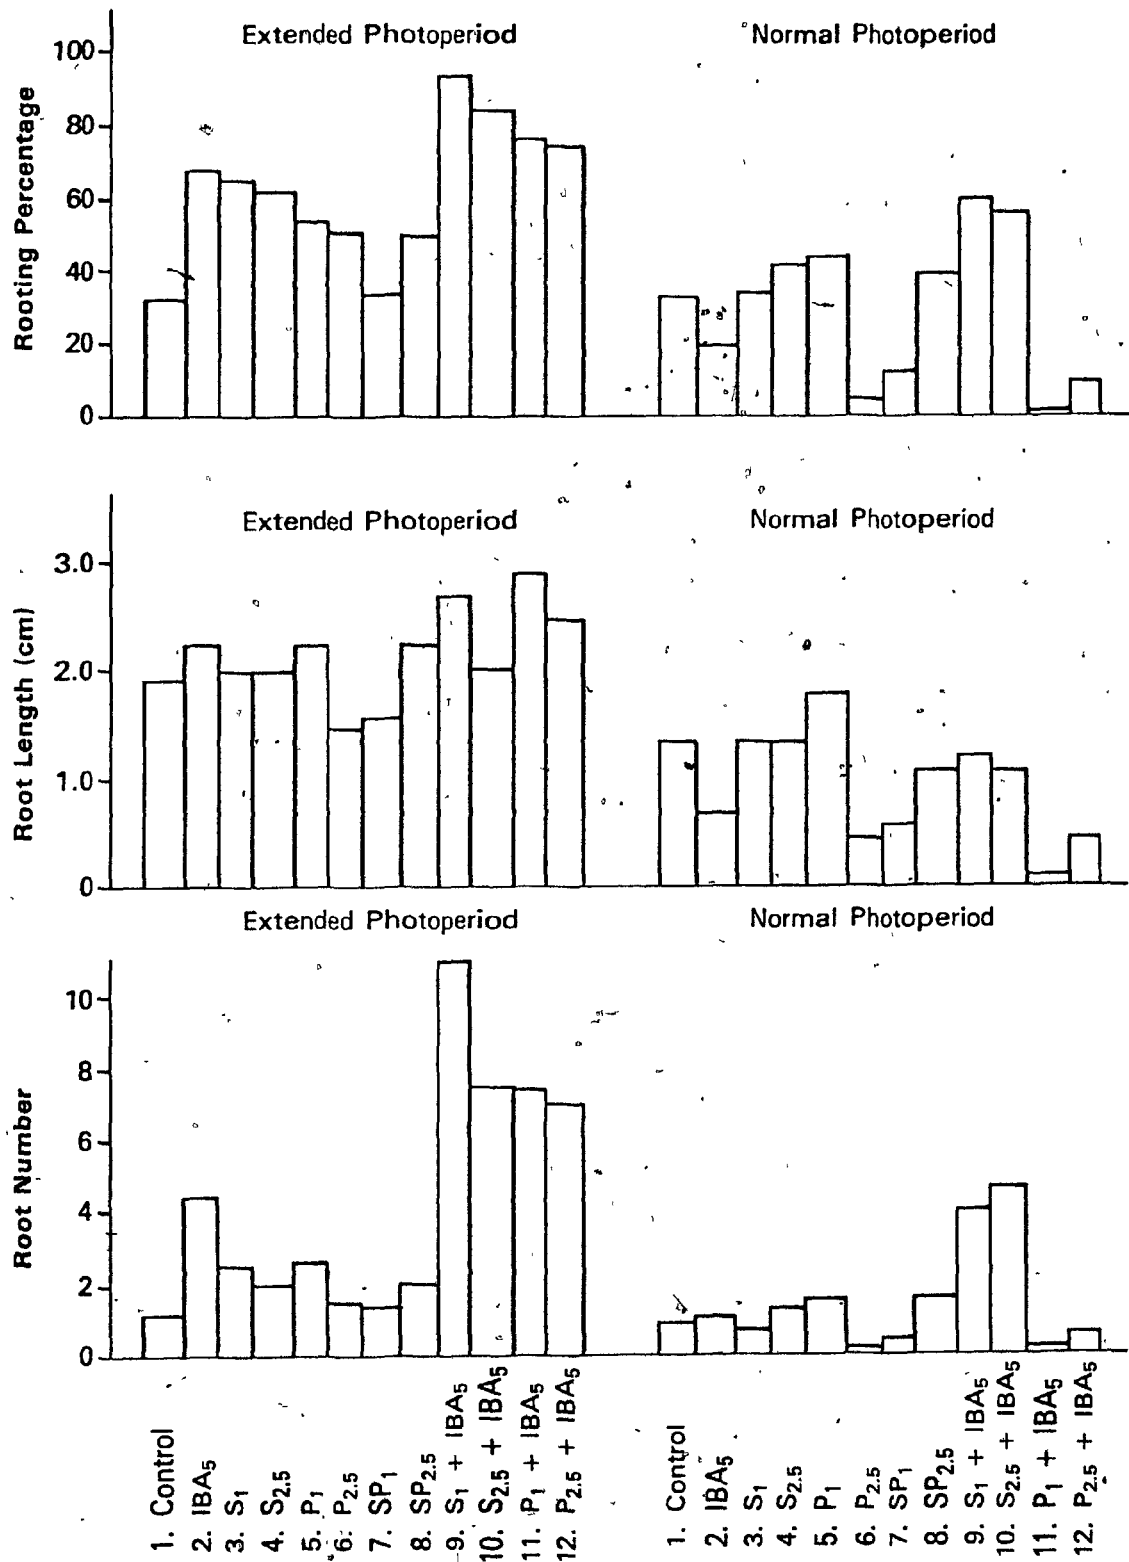 Extended Photoperiod
Normal Photoperiod
Rooting Percentage
100
80
60
40
20
0
Extended Photoperiod
Normal Photoperiod
Root Length (cm)
3.0
2.0
1.0
0
Extended Photoperiod
Normal Photoperiod
Root Number
10
8
6
4
2
0
1. Control
2. IBA5
3. S1
4. S2.5
5. P1
6. P2.5
7. SP1
8. SP2.5
9. S1 + IBA5
10. S2.5 + IBA5
11. P1 + IBA5
12. P2.5 + IBA5
1. Control
2. IBA5
3. S1
4. S2.5
5. P1
6. P2.5
7. SP1
8. SP2.5
9. S1 + IBA5
10. S2.5 + IBA5
11. P1 + IBA5
12. P2.5 + IBA5